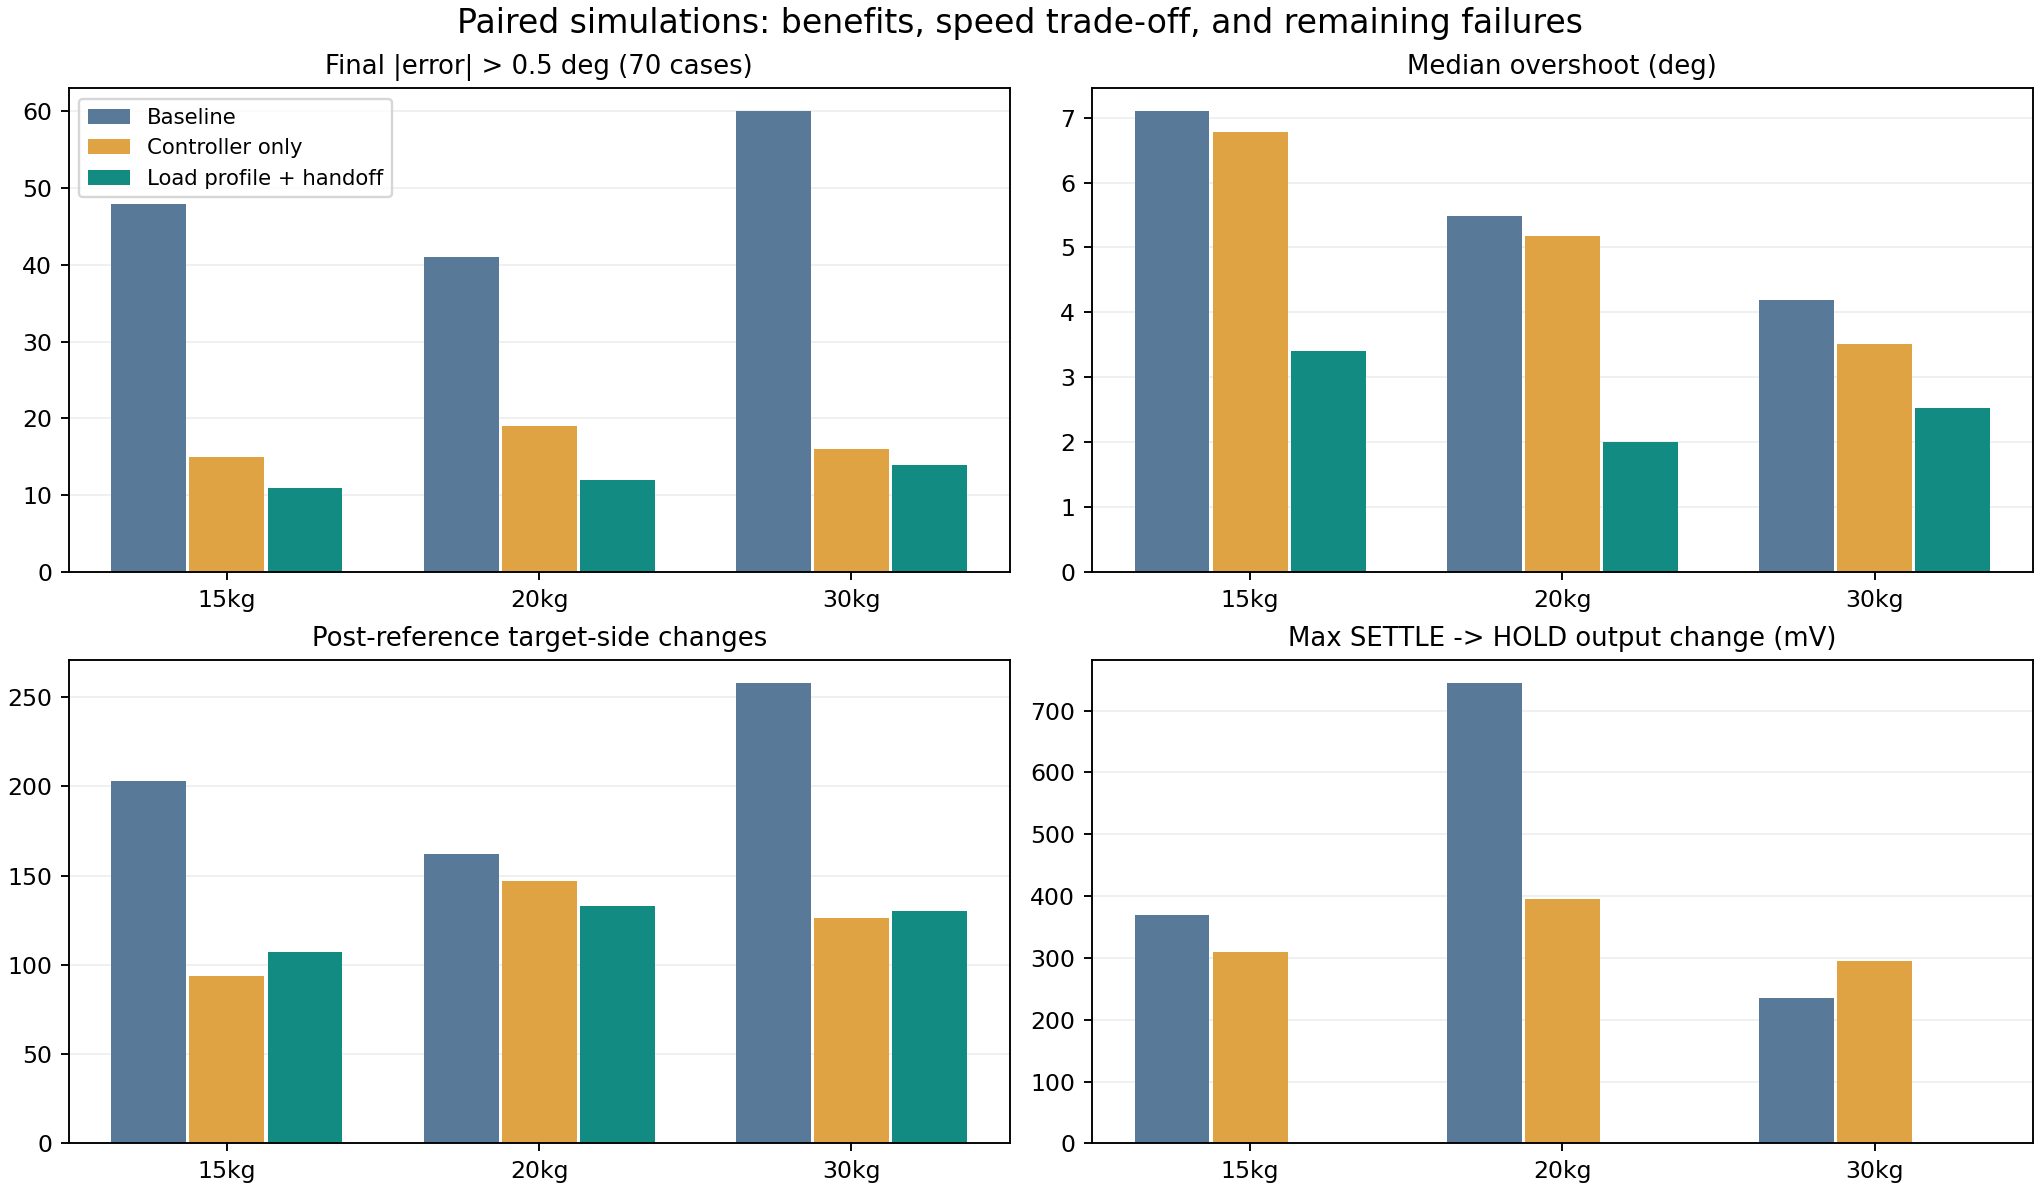 Paired simulations: benefits, speed trade-off, and remaining failures
Final |error| > 0.5 deg (70 cases)
60
50
40
30
20
10
0
Baseline
Controller only
Load profile + handoff
15kg
20kg
30kg
Median overshoot (deg)
7
6
5
4
3
2
1
0
15kg
20kg
30kg
Post-reference target-side changes
250
200
150
100
50
0
15kg
20kg
30kg
Max SETTLE -> HOLD output change (mV)
700
600
500
400
300
200
100
0
15kg
20kg
30kg